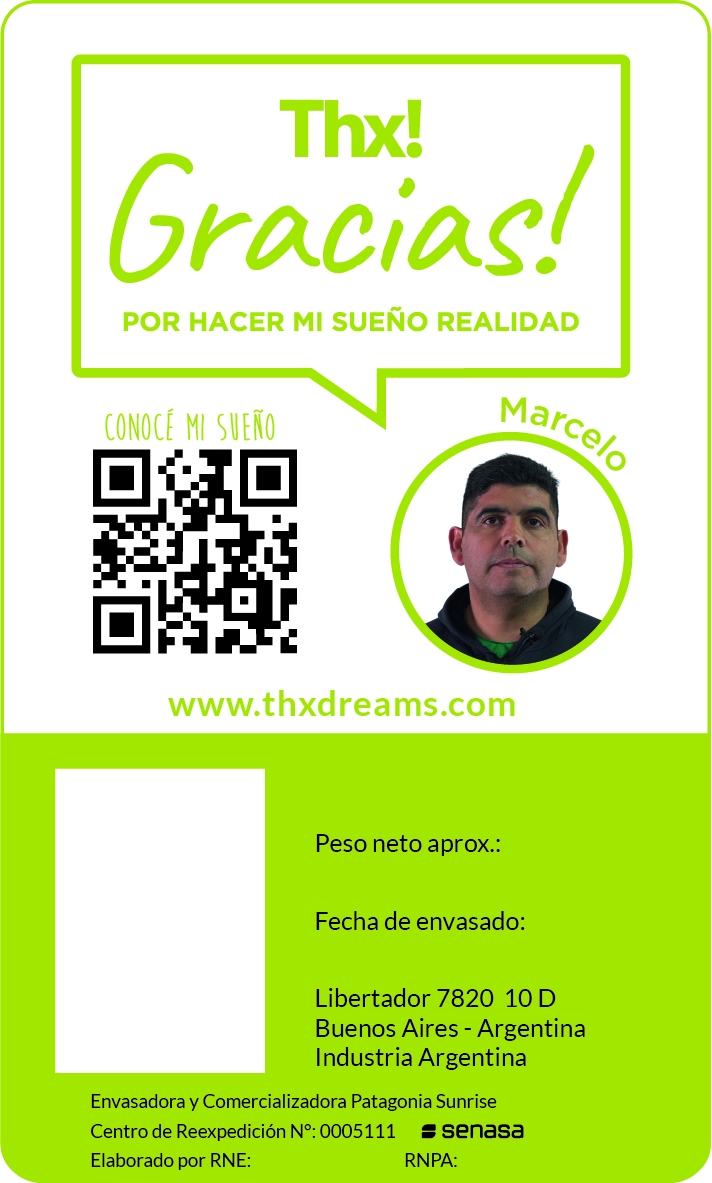 Thx!
Gracias!
POR HACER MI SUEÑO REALIDAD
CONOCÉ MI SUEÑO
Marcelo
www.thxdreams.com
Peso neto aprox.:
Fecha de envasado:
Libertador 7820 10 D
Buenos Aires - Argentina
Industria Argentina
Envasadora y Comercializadora Patagonia Sunrise
Centro de Reexpedición N°: 0005111 senasa
Elaborado por RNE: RNPA: